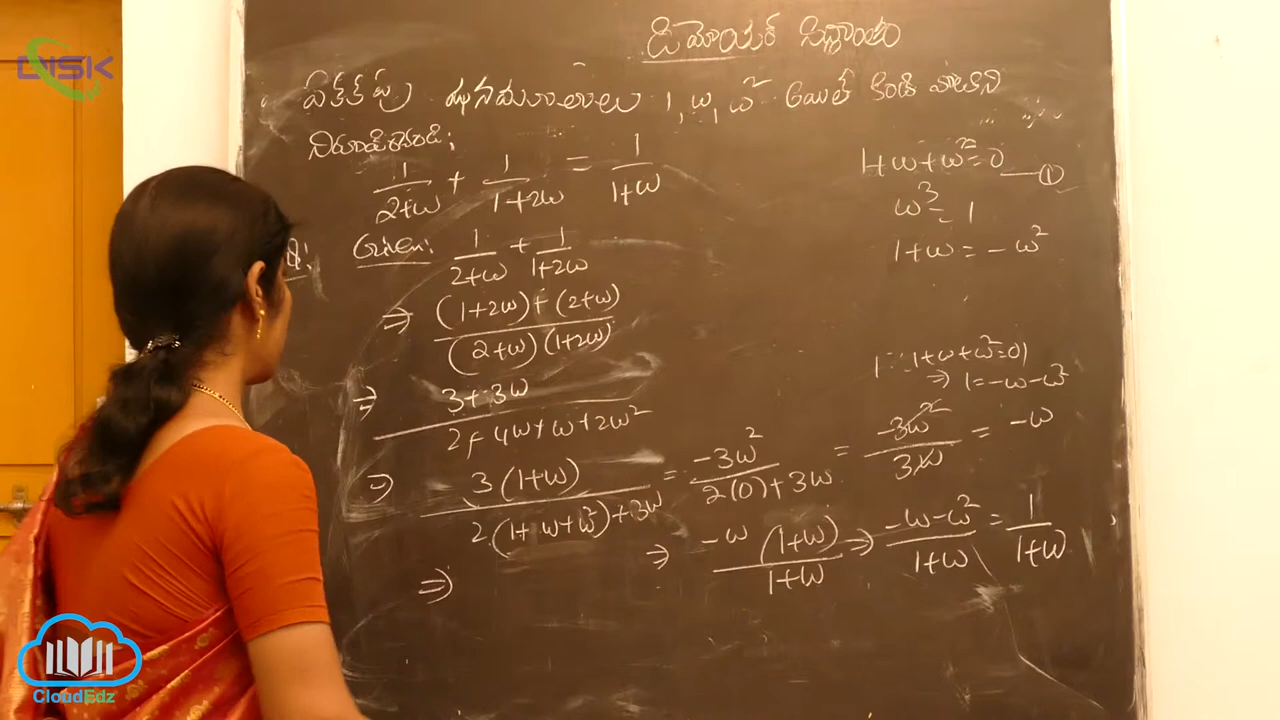 DISK
డి మోయర్ సిద్ధాంతం
ఏకకపు ఘనమూలాలు 1, ω, ω² అయితే కింది వాటిని
నిరూపించండి:
1/(2+ω) + 1/(1+2ω) = 1/(1+ω)
1+ω+ω²=0 —①
ω³ = 1
1+ω = -ω²
Given: 1/(2+ω) + 1/(1+2ω)
⇒ ((1+2ω)+(2+ω))/((2+ω)(1+2ω))
⇒ (3+3ω)/(2+4ω+ω+2ω²)
[∵ 1+ω+ω²=0]
⇒ 1=-ω-ω²
⇒ 3(1+ω)/(2(1+ω+ω²)+3ω) = -3ω²/(2(0)+3ω) = -3ω²/3ω = -ω
⇒ ⇒ -ω(1+ω)/(1+ω) ⇒ (-ω-ω²)/(1+ω) = 1/(1+ω)
CloudEdz